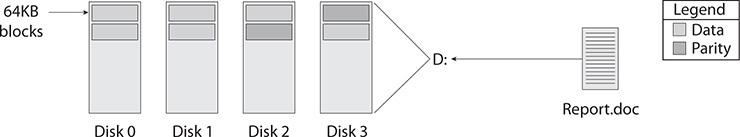 64KB
blocks
Disk 0
Disk 1
Disk 2
Disk 3
D:
Report.doc
Legend
Data
Parity